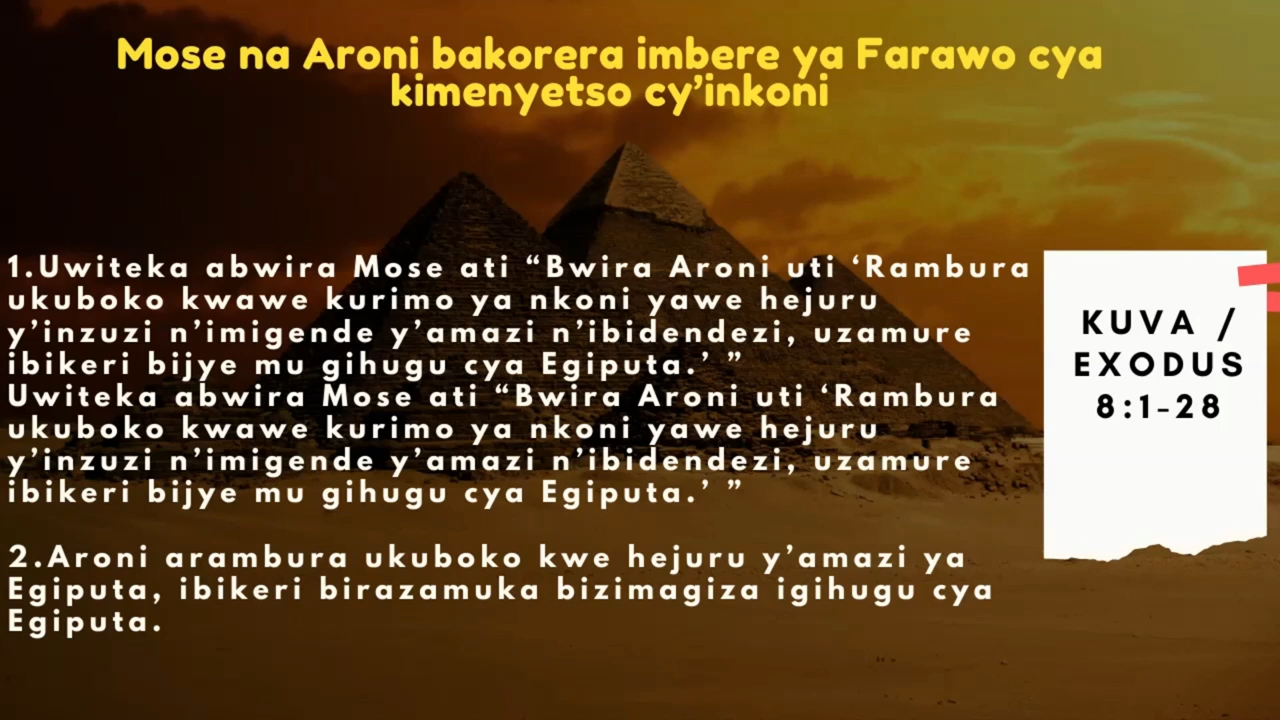 Mose na Aroni bakorera imbere ya Farawo cya
kimenyetso cy’inkoni
1.Uwiteka abwira Mose ati “Bwira Aroni uti ‘Rambura
ukuboko kwawe kurimo ya nkoni yawe hejuru
y’inzuzi n’imigende y’amazi n’ibidendezi, uzamure
ibikeri bijye mu gihugu cya Egiputa.’ ”
Uwiteka abwira Mose ati “Bwira Aroni uti ‘Rambura
ukuboko kwawe kurimo ya nkoni yawe hejuru
y’inzuzi n’imigende y’amazi n’ibidendezi, uzamure
ibikeri bijye mu gihugu cya Egiputa.’ ”
2.Aroni arambura ukuboko kwe hejuru y’amazi ya
Egiputa, ibikeri birazamuka bizimagiza igihugu cya
Egiputa.
KUVA /
EXODUS
8:1-28